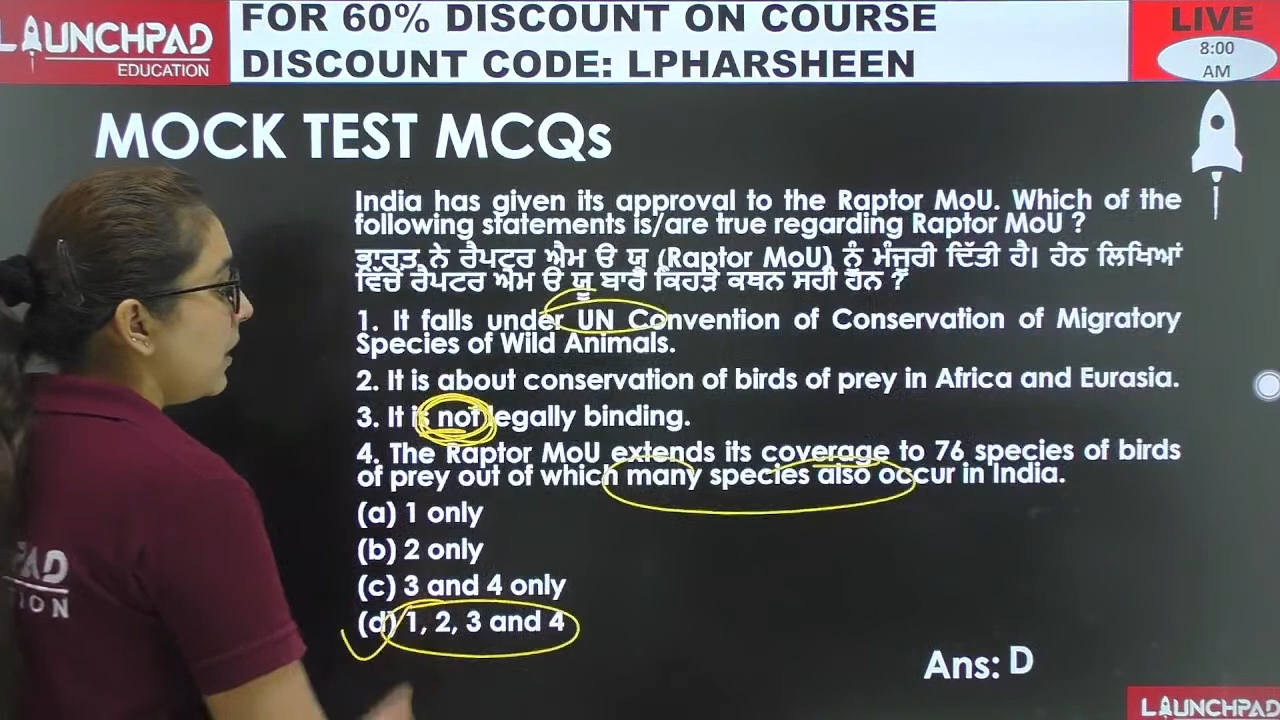 FOR 60% DISCOUNT ON COURSE
DISCOUNT CODE: LPHARSHEEN
LAUNCHPAD
EDUCATION
LIVE
8:00
AM
MOCK TEST MCQs
India has given its approval to the Raptor MoU. Which of the
following statements is/are true regarding Raptor MoU ?
ਭਾਰਤ ਨੇ ਰੈਪਟਰ ਐਮ ਓ ਯੂ (Raptor MoU) ਨੂੰ ਮੰਜ਼ੂਰੀ ਦਿੱਤੀ ਹੈ। ਹੇਠ ਲਿਖਿਆਂ
ਵਿੱਚੋਂ ਰੈਪਟਰ ਐਮ ਓ ਯੂ ਬਾਰੇ ਕਿਹੜੇ ਕਥਨ ਸਹੀ ਹਨ ?
1. It falls under UN Convention of Conservation of Migratory
Species of Wild Animals.
2. It is about conservation of birds of prey in Africa and Eurasia.
3. It is not legally binding.
4. The Raptor MoU extends its coverage to 76 species of birds
of prey out of which many species also occur in India.
(a) 1 only
(b) 2 only
(c) 3 and 4 only
(d) 1, 2, 3 and 4
Ans: D
LAUNCHPAD